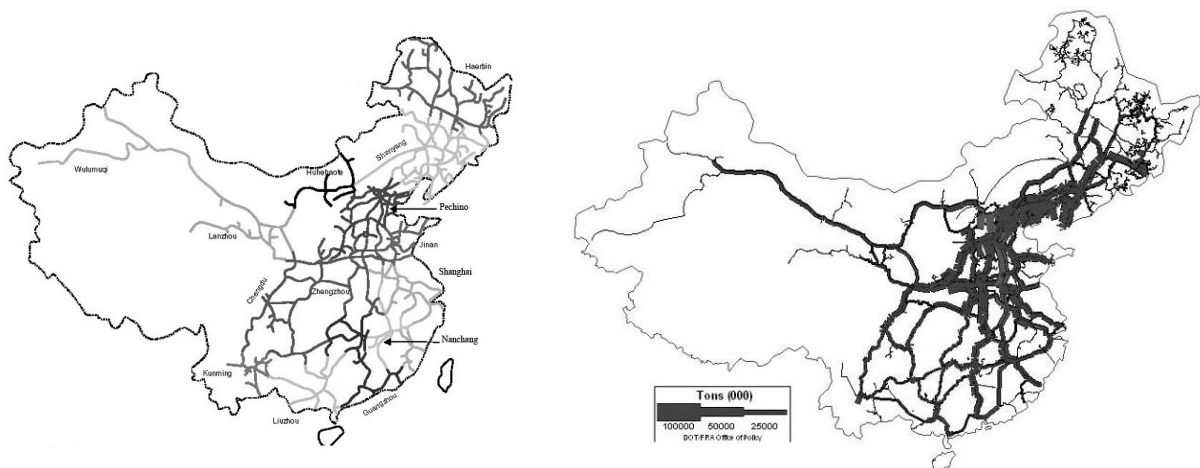 Haerbin
Shenyang
Wulumuqi
Huhehaote
Pechino
Lanzhou
Jinan
Shanghai
Chengdu
Zhengzhou
Nanchang
Kunming
Guangzhou
Liuzhou
Tons (000)
100000 50000 25000
DOT/FRA Office of Policy